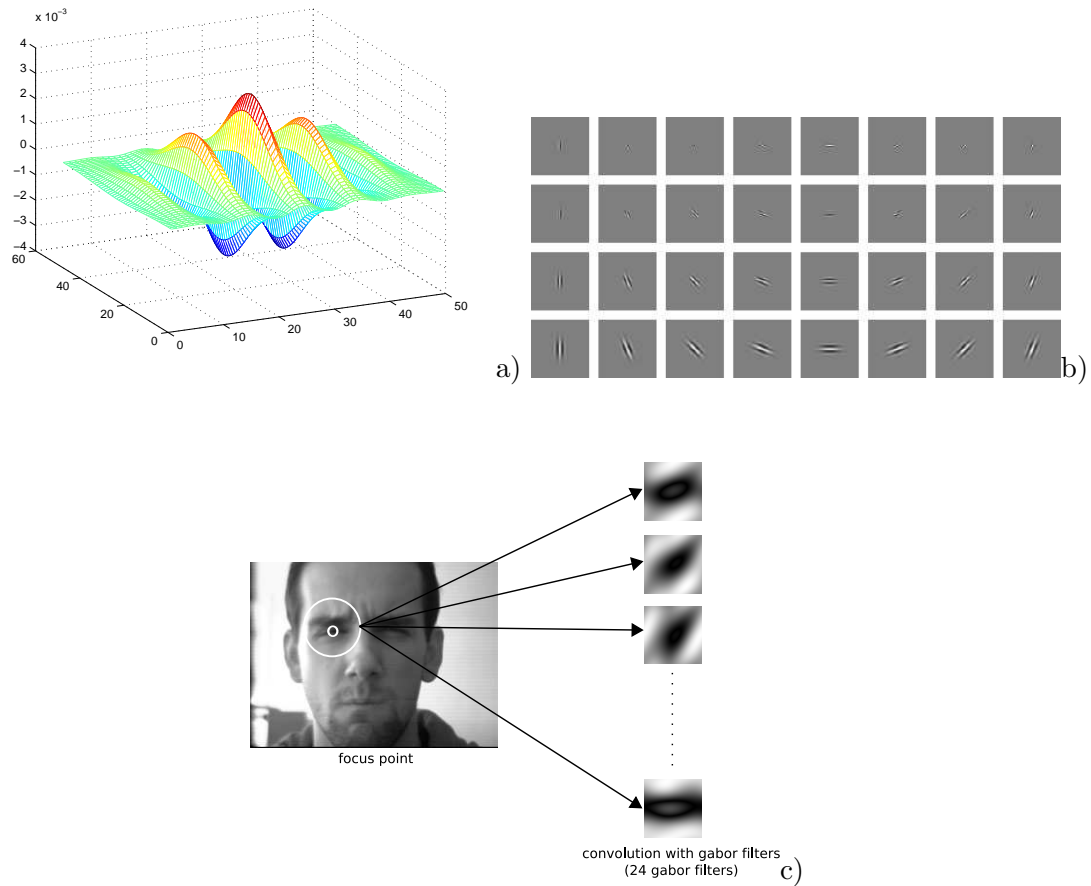 x 10⁻³
4
3
2
1
0
−1
−2
−3
−4
60
40
20
0
0
10
20
30
40
50
a)
b)
focus point
convolution with gabor filters
(24 gabor filters)
c)